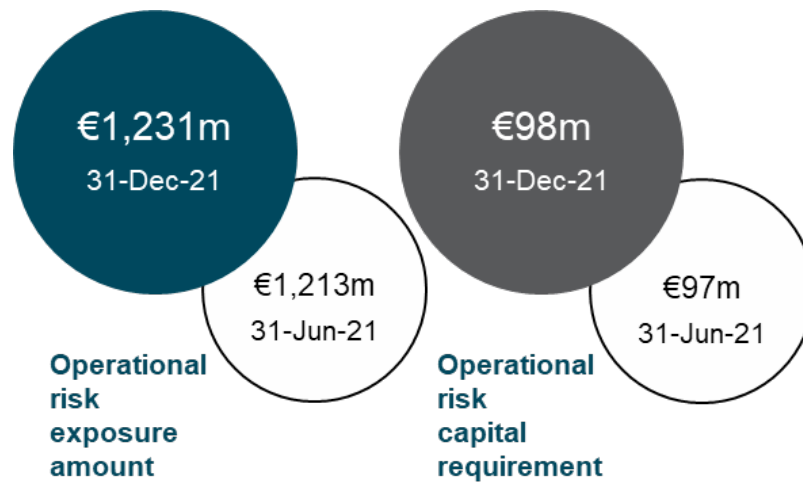 €1,231m
31-Dec-21
€1,213m
31-Jun-21
Operational
risk
exposure
amount
€98m
31-Dec-21
€97m
31-Jun-21
Operational
risk
capital
requirement